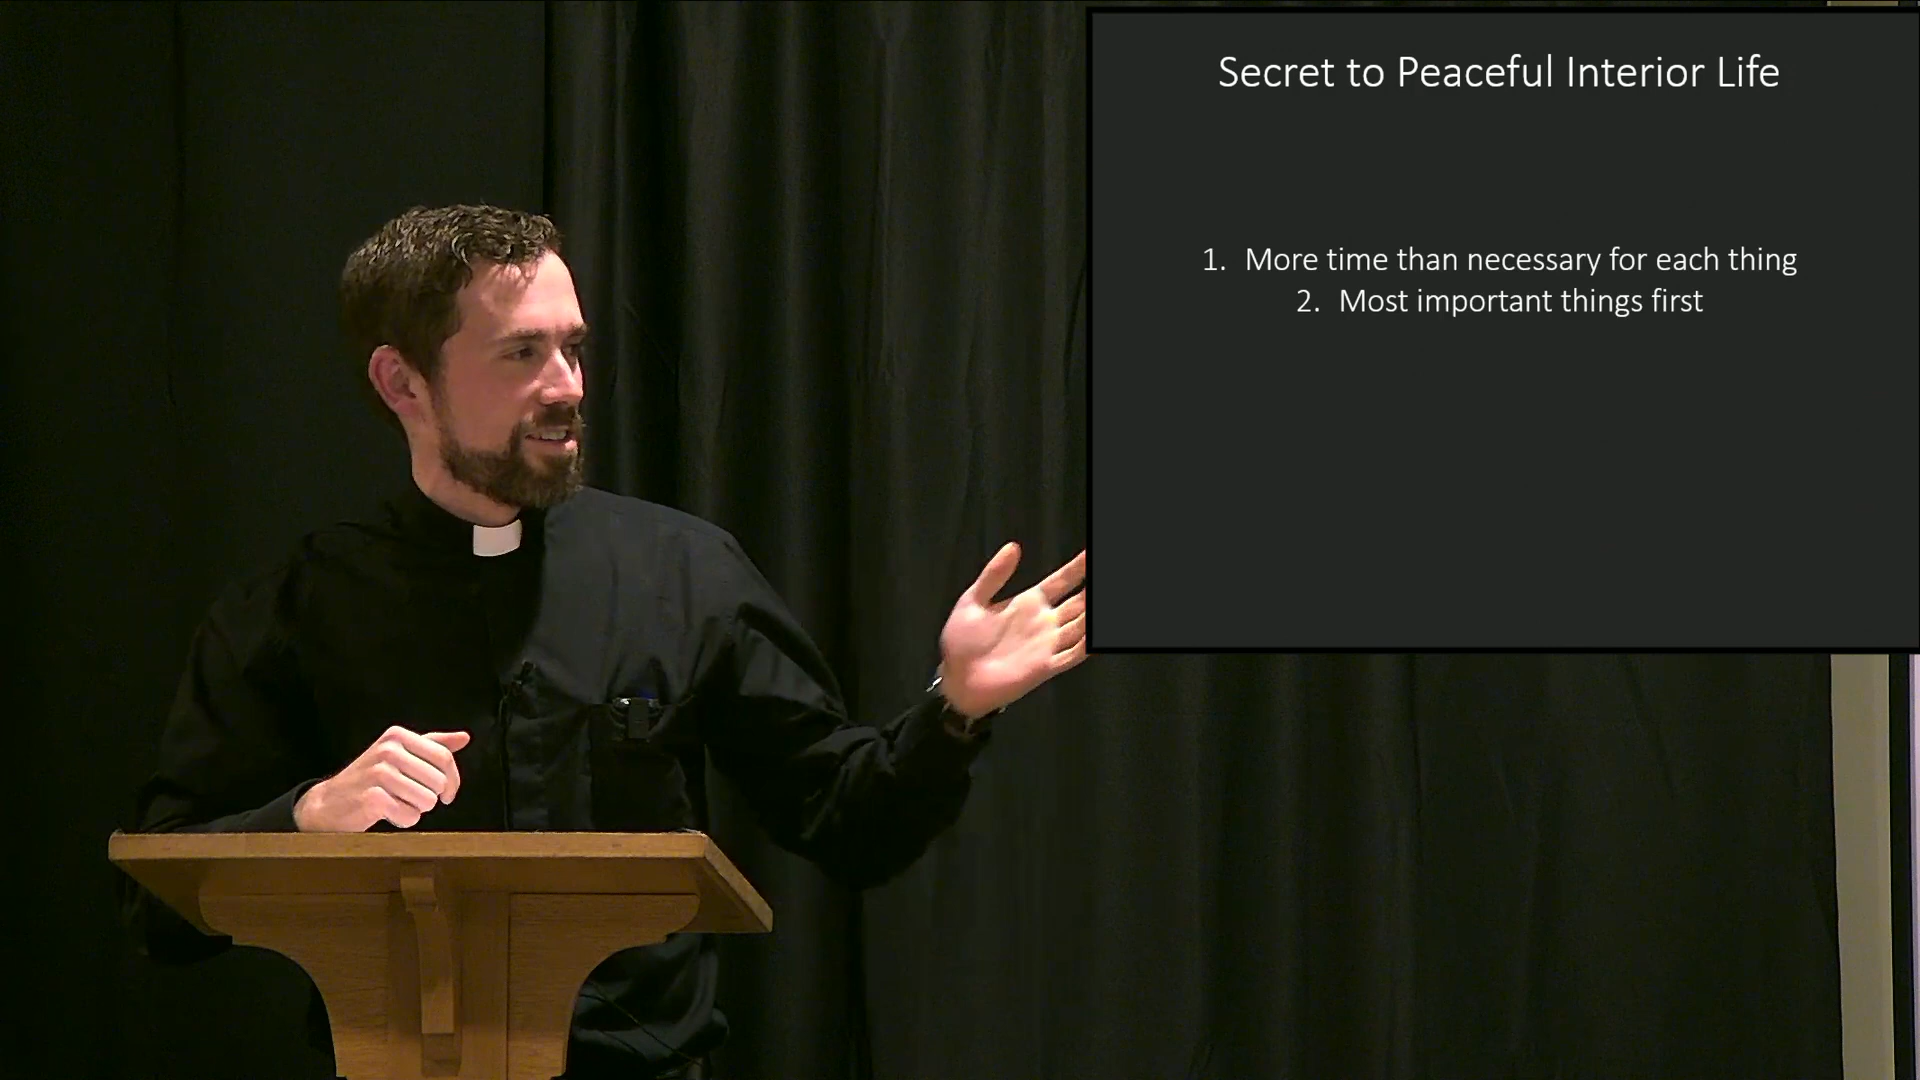 Secret to Peaceful Interior Life
1. More time than necessary for each thing
2. Most important things first